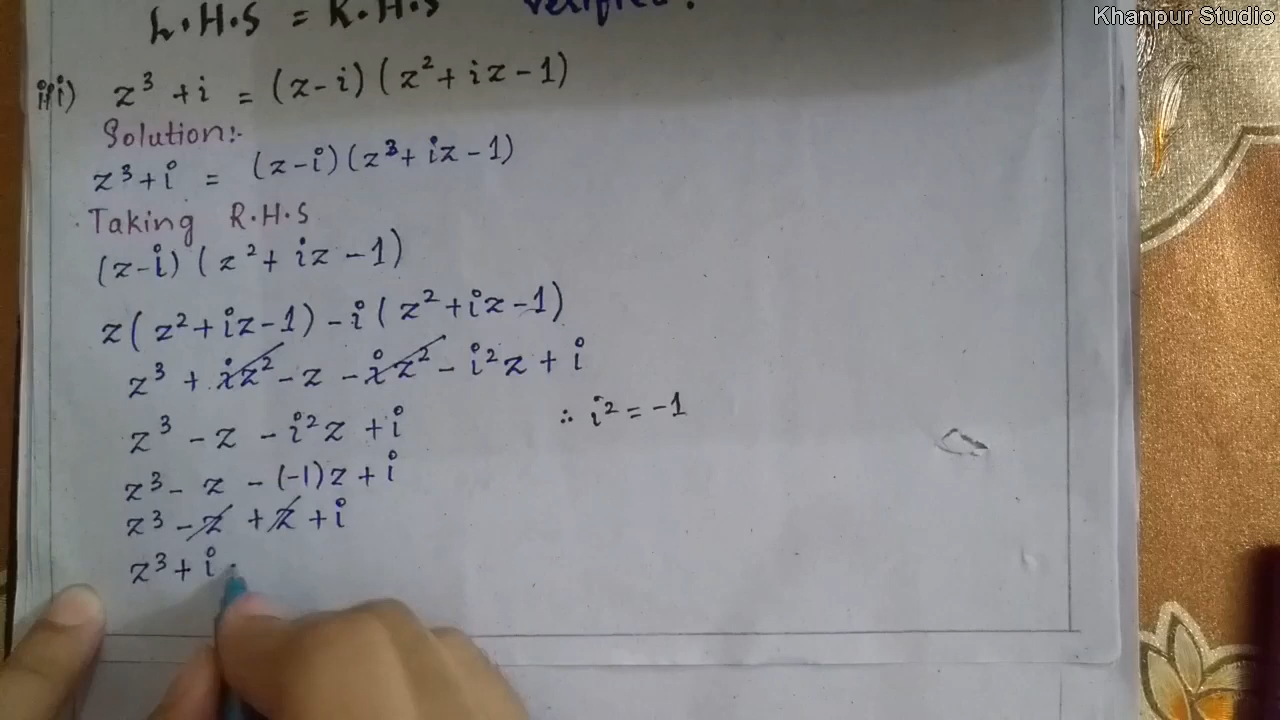 Khanpur Studio
L.H.S = R.H.S verified.
iii) z³ + i = (z-i) (z² + iz - 1)
Solution:-
z³+i = (z-i)(z³+ iz - 1)
Taking R.H.S
(z-i) (z² + iz - 1)
z( z² + iz - 1) - i ( z² + iz - 1)
z³ + iz² - z - iz² - i²z + i
z³ - z - i²z + i
∴ i² = -1
z³ - z - (-1)z + i
z³ - z + z + i
z³ + i